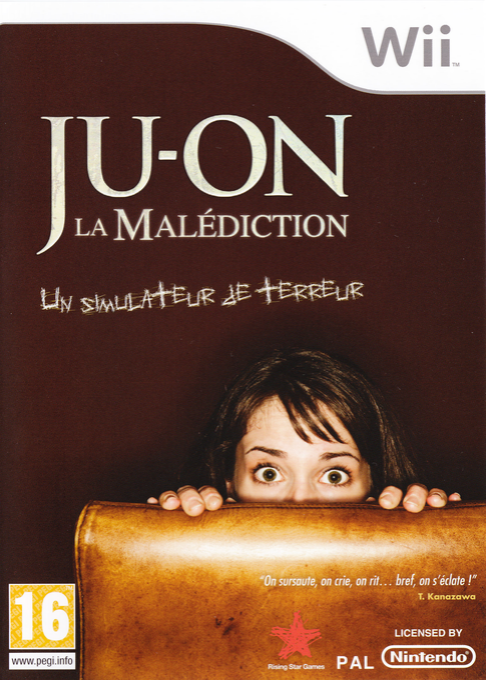 Wii™
JU-ON
LA MALÉDICTION
UN SIMULATEUR DE TERREUR
"On sursaute, on crie, on rit... bref, on s'éclate !"
T. Kanazawa
16
www.pegi.info
Rising Star Games
PAL
LICENSED BY
Nintendo